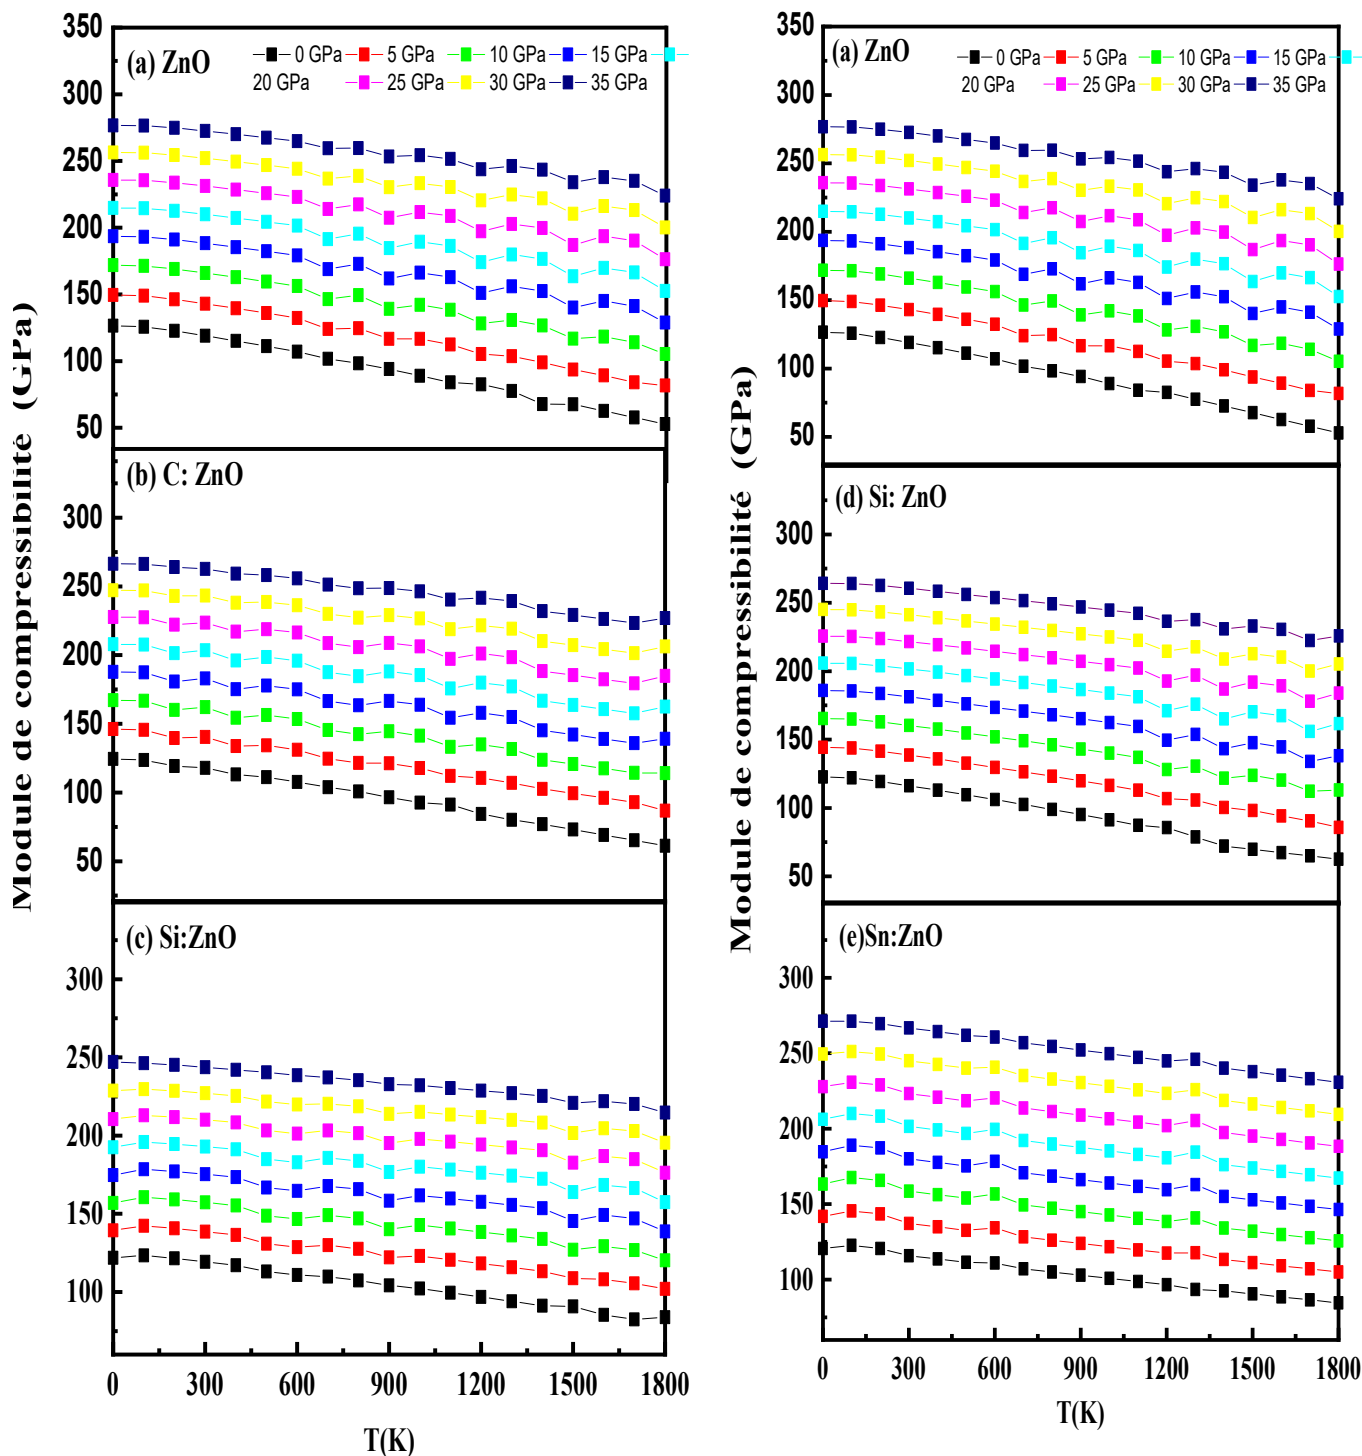 (a) ZnO
0 GPa 5 GPa 10 GPa 15 GPa
20 GPa 25 GPa 30 GPa 35 GPa
350
300
250
200
150
100
50
(b) C: ZnO
300
250
200
150
100
50
(c) Si:ZnO
300
250
200
150
100
0 300 600 900 1200 1500 1800
T(K)
Module de compressibilité (GPa)
(a) ZnO
0 GPa 5 GPa 10 GPa 15 GPa
20 GPa 25 GPa 30 GPa 35 GPa
350
300
250
200
150
100
50
(d) Si: ZnO
300
250
200
150
100
50
(e)Sn:ZnO
300
250
200
150
100
0 300 600 900 1200 1500 1800
T(K)
Module de compressibilité (GPa)